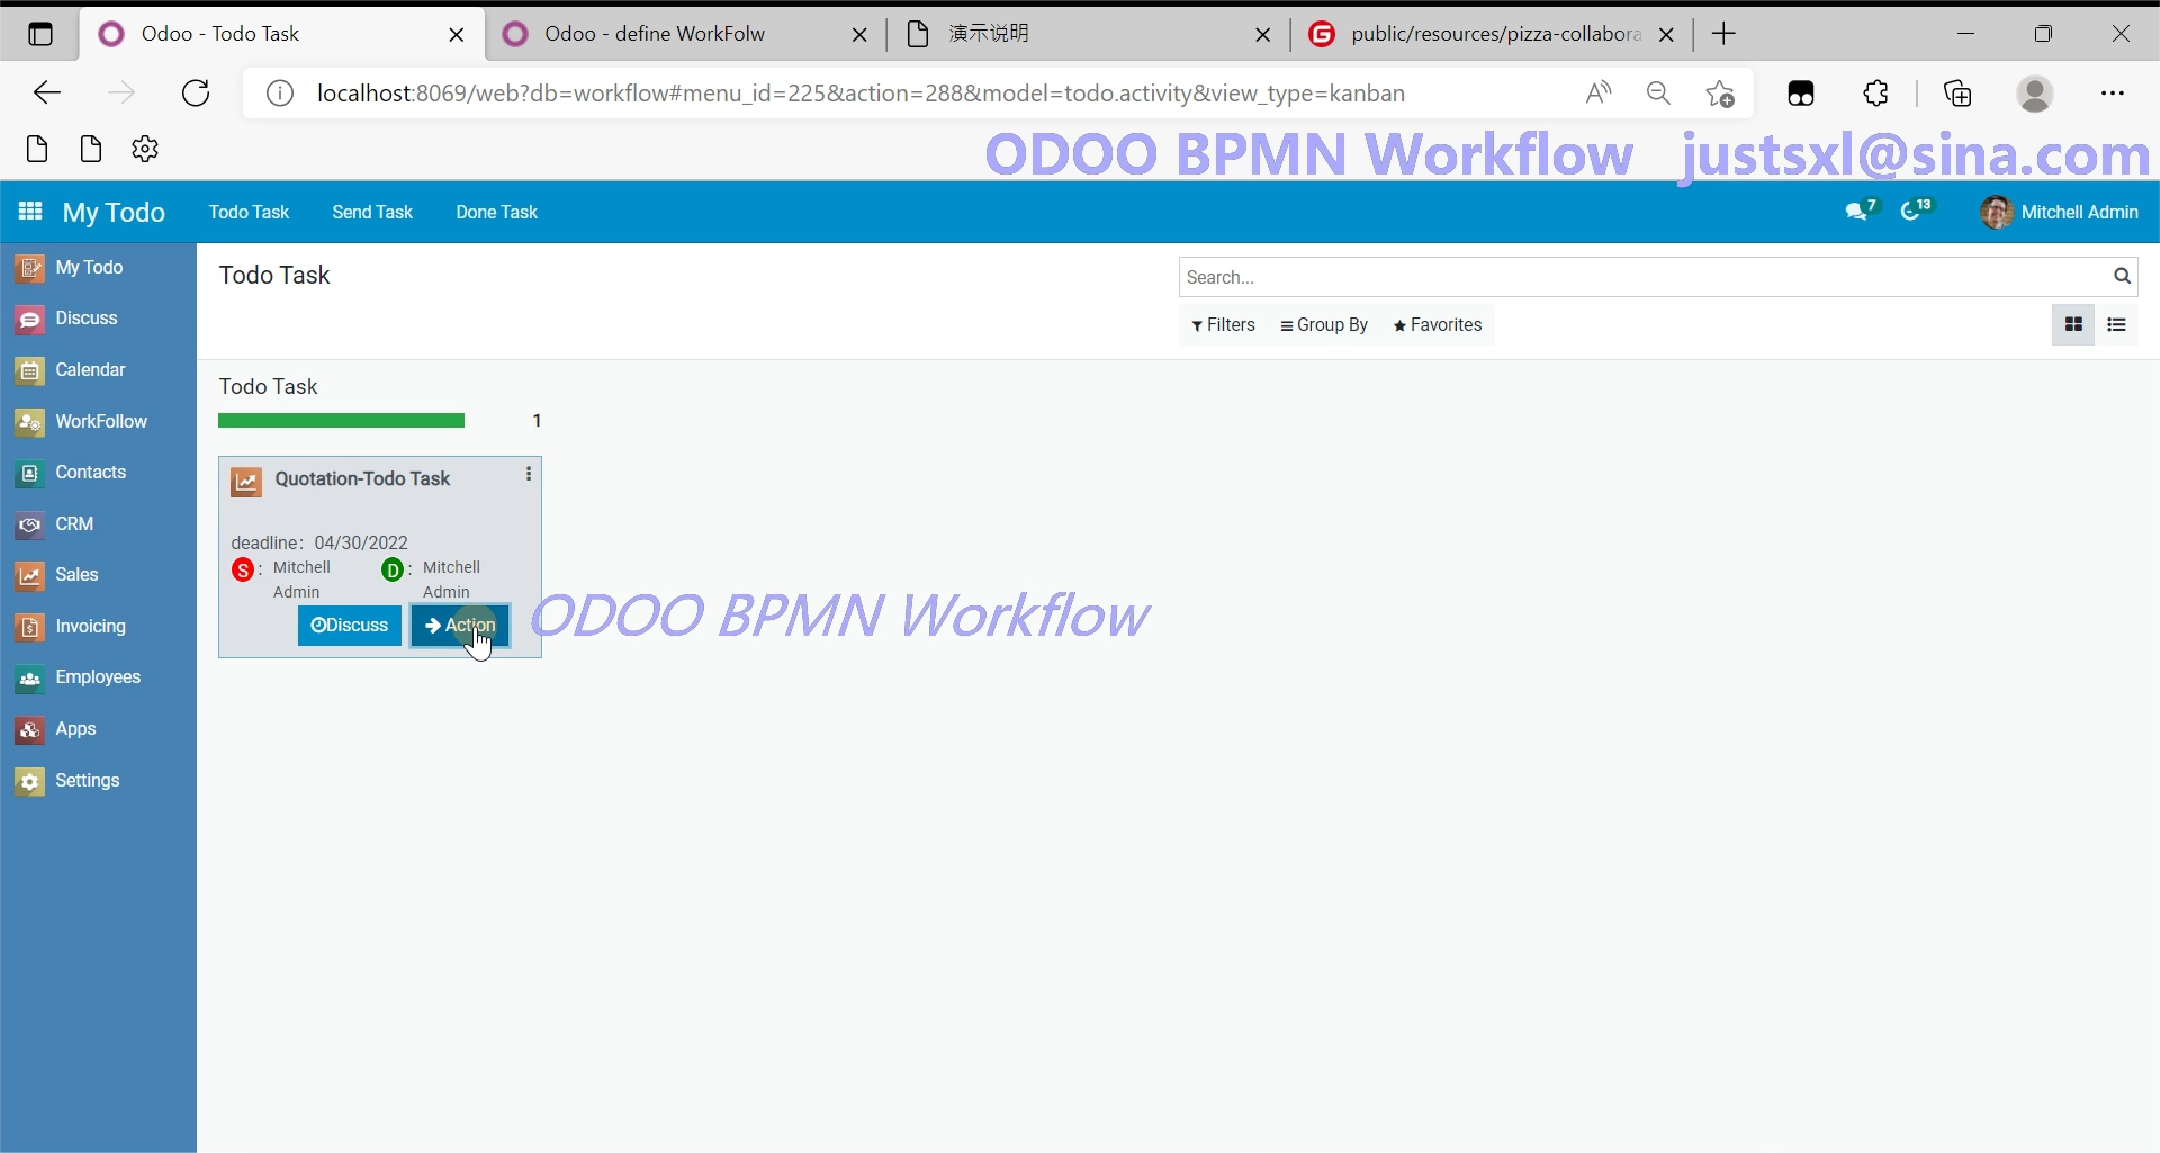 Odoo - Todo Task
Odoo - define WorkFolw
演示说明
public/resources/pizza-collabora
localhost:8069/web?db=workflow#menu_id=225&action=288&model=todo.activity&view_type=kanban
ODOO BPMN Workflow justsxl@sina.com
My Todo
Todo Task
Send Task
Done Task
7
13
Mitchell Admin
My Todo
Discuss
Calendar
WorkFollow
Contacts
CRM
Sales
Invoicing
Employees
Apps
Settings
Todo Task
Search...
Filters
Group By
Favorites
Todo Task
1
Quotation-Todo Task
deadline: 04/30/2022
S : Mitchell Admin
D : Mitchell Admin
Discuss
Action
ODOO BPMN Workflow